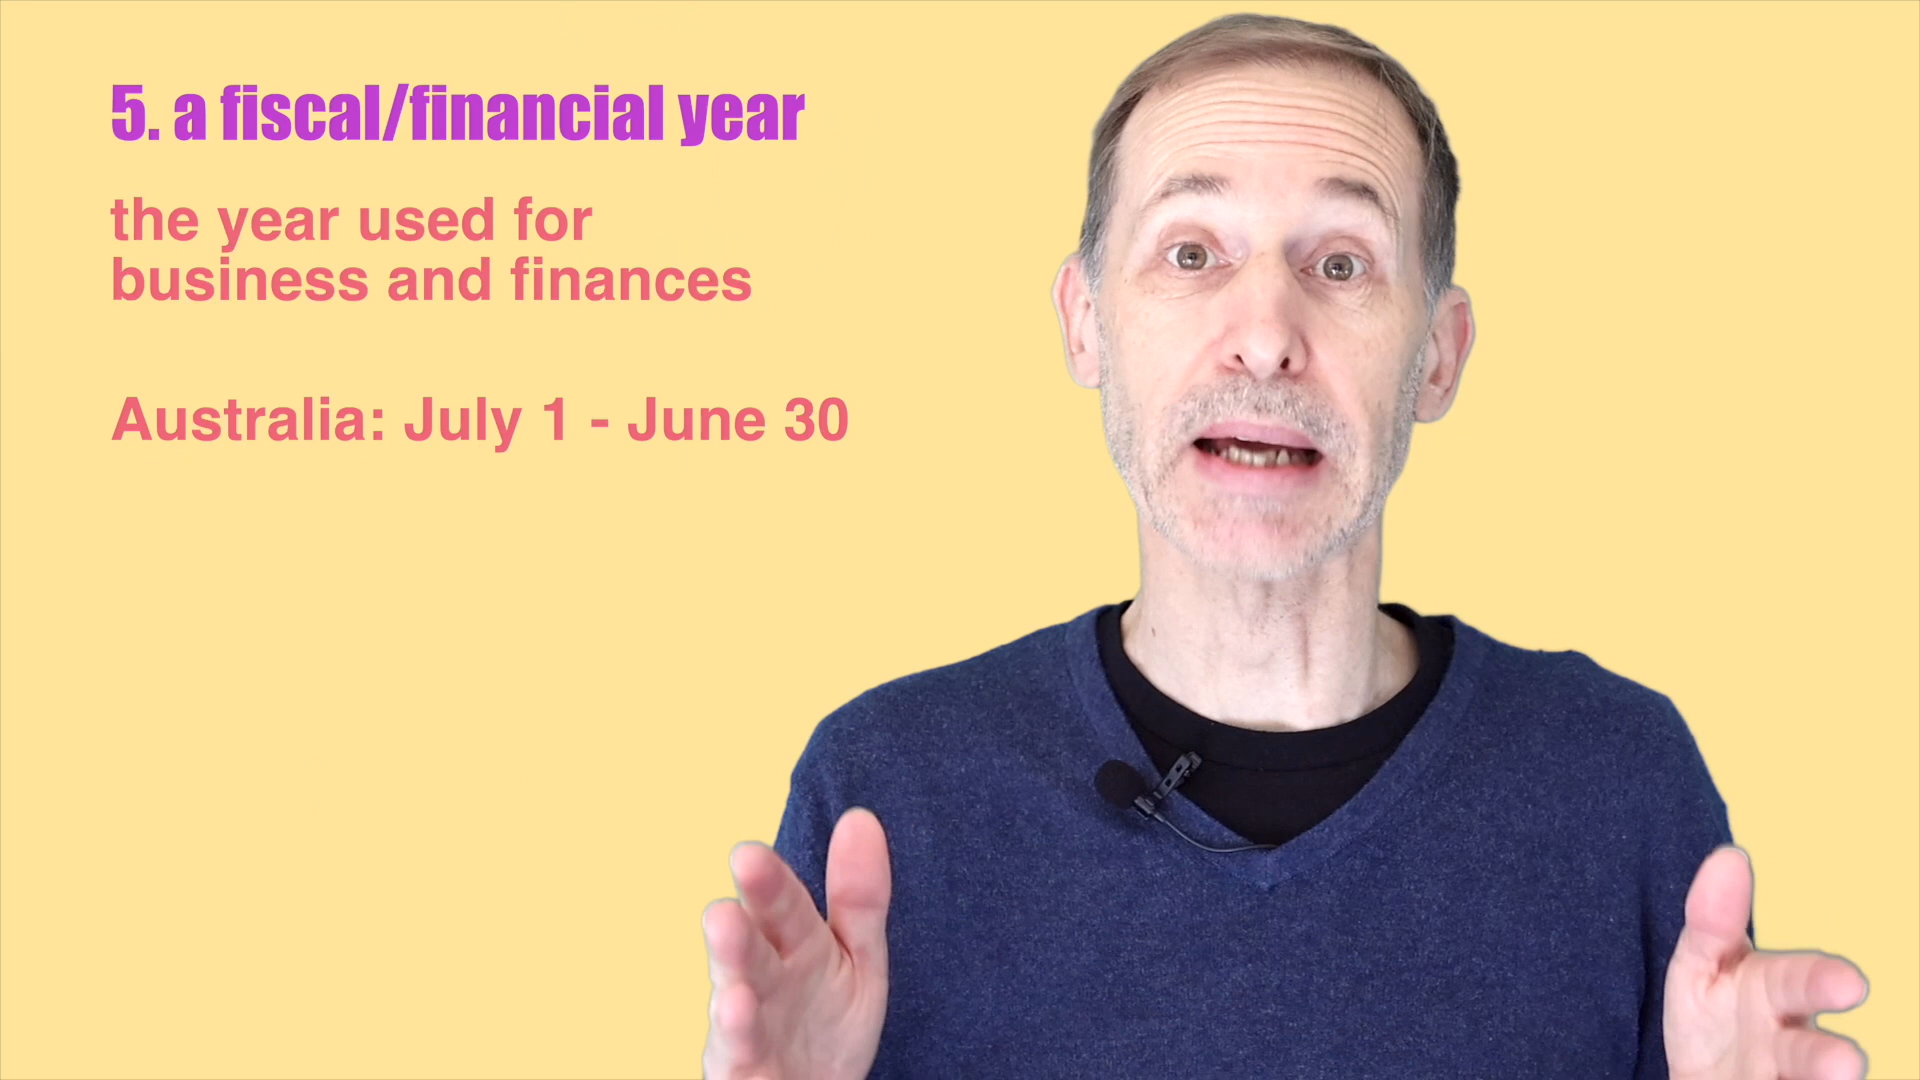 5. a fiscal/financial year
the year used for
business and finances
Australia: July 1 - June 30